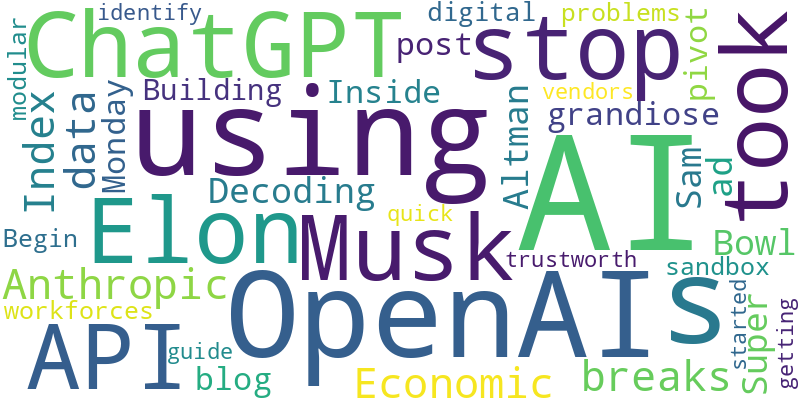 identify
digital
problems
ChatGPT
post
stop
took
modular
Index
data
Monday
Building
Inside
vendors
pivot
grandiose
using
AI
Altman
Sam
ad
Decoding
Elon
quick
Musk
Bowl
Begin
trustworth
sandbox
Anthropic
OpenAIs
workforces
API
guide
blog
Economic
breaks
started
Super
getting